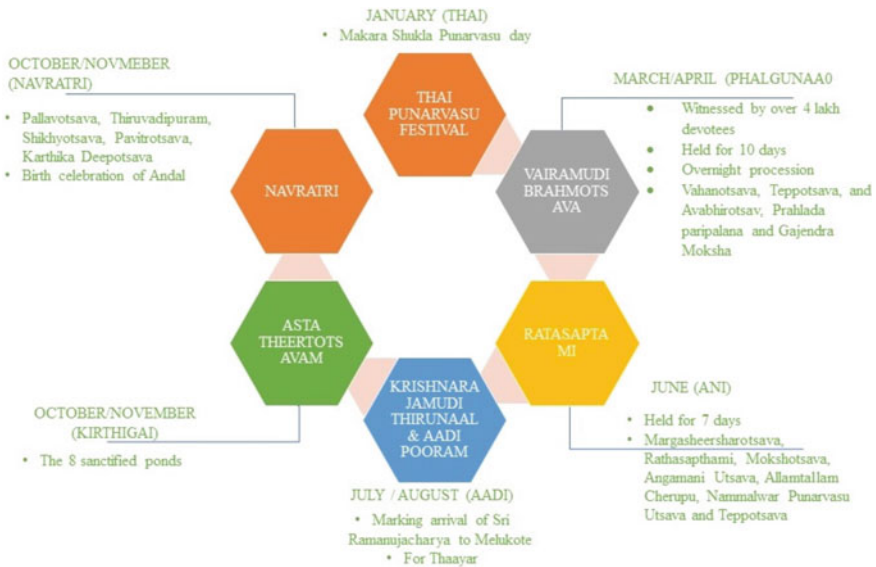 JANUARY (THAI)
• Makara Shukla Punarvasu day
THAI
PUNARVASU
FESTIVAL
MARCH/APRIL (PHALGUNAA0
● Witnessed by over 4 lakh
devotees
● Held for 10 days
● Overnight procession
● Vahanotsava, Teppotsava, and
Avabhirotsav, Prahlada
paripalana and Gajendra
Moksha
VAIRAMUDI
BRAHMOTS
AVA
RATASAPTA
MI
JUNE (ANI)
• Held for 7 days
• Margasheersharotsava,
Rathasapthami, Mokshotsava,
Angamani Utsava, Allamtallam
Cherupu, Nammalwar Punarvasu
Utsava and Teppotsava
KRISHNARA
JAMUDI
THIRUNAAL
& AADI
POORAM
JULY / AUGUST (AADI)
• Marking arrival of Sri
Ramanujacharya to Melukote
• For Thaayar
ASTA
THEERTOTS
AVAM
OCTOBER/NOVEMBER
(KIRTHIGAI)
• The 8 sanctified ponds
NAVRATRI
OCTOBER/NOVMEBER
(NAVRATRI)
• Pallavotsava, Thiruvadipuram,
Shikhyotsava, Pavitrotsava,
Karthika Deepotsava
• Birth celebration of Andal